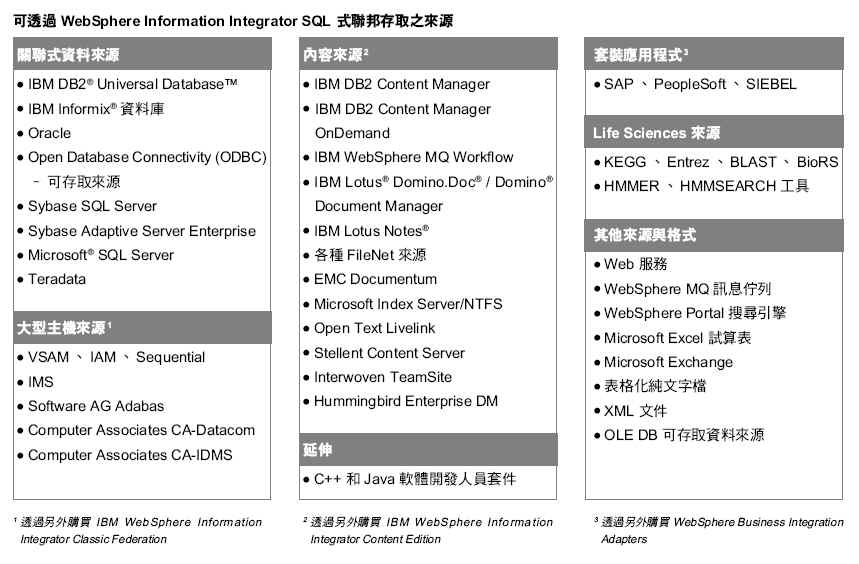 可透過 WebSphere Information Integrator SQL 式聯邦存取之來源
關聯式資料來源
● IBM DB2® Universal Database™
● IBM Informix® 資料庫
● Oracle
● Open Database Connectivity (ODBC)
– 可存取來源
● Sybase SQL Server
● Sybase Adaptive Server Enterprise
● Microsoft® SQL Server
● Teradata
大型主機來源¹
● VSAM、IAM、Sequential
● IMS
● Software AG Adabas
● Computer Associates CA-Datacom
● Computer Associates CA-IDMS
¹ 透過另外購買 IBM WebSphere Information
Integrator Classic Federation
內容來源²
● IBM DB2 Content Manager
● IBM DB2 Content Manager
OnDemand
● IBM WebSphere MQ Workflow
● IBM Lotus® Domino.Doc® / Domino®
Document Manager
● IBM Lotus Notes®
● 各種 FileNet 來源
● EMC Documentum
● Microsoft Index Server/NTFS
● Open Text Livelink
● Stellent Content Server
● Interwoven TeamSite
● Hummingbird Enterprise DM
延伸
● C++ 和 Java 軟體開發人員套件
² 透過另外購買 IBM WebSphere Information
Integrator Content Edition
套裝應用程式³
● SAP、PeopleSoft、SIEBEL
Life Sciences 來源
● KEGG、Entrez、BLAST、BioRS
● HMMER、HMMSEARCH 工具
其他來源與格式
● Web 服務
● WebSphere MQ 訊息佇列
● WebSphere Portal 搜尋引擎
● Microsoft Excel 試算表
● Microsoft Exchange
● 表格化純文字檔
● XML 文件
● OLE DB 可存取資料來源
³ 透過另外購買 WebSphere Business Integration
Adapters